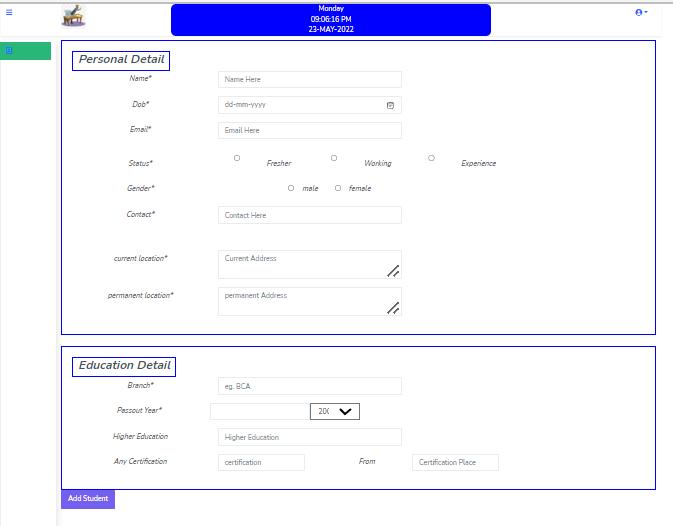 Monday
09:06:16 PM
23-MAY-2022
Personal Detail
Name* Name Here
Dob* dd-mm-yyyy
Email* Email Here
Status* Fresher Working Experience
Gender* male female
Contact* Contact Here
current location* Current Address
permanent location* permanent Address
Education Detail
Branch* eg. BCA
Passout Year*
Higher Education Higher Education
Any Certification certification From Certification Place
Add Student